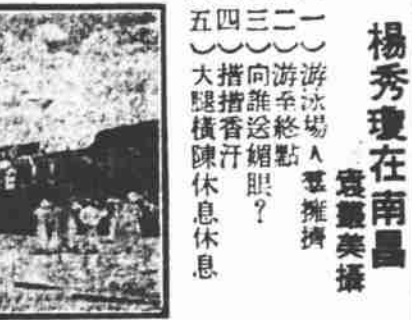 楊秀瓊在南昌
袁叢美攝
一︶游泳場人羣擁擠
二︶游至終點
三︶向誰送媚眼？
四︶揩揩香汗
五︶大腿橫陳休息休息